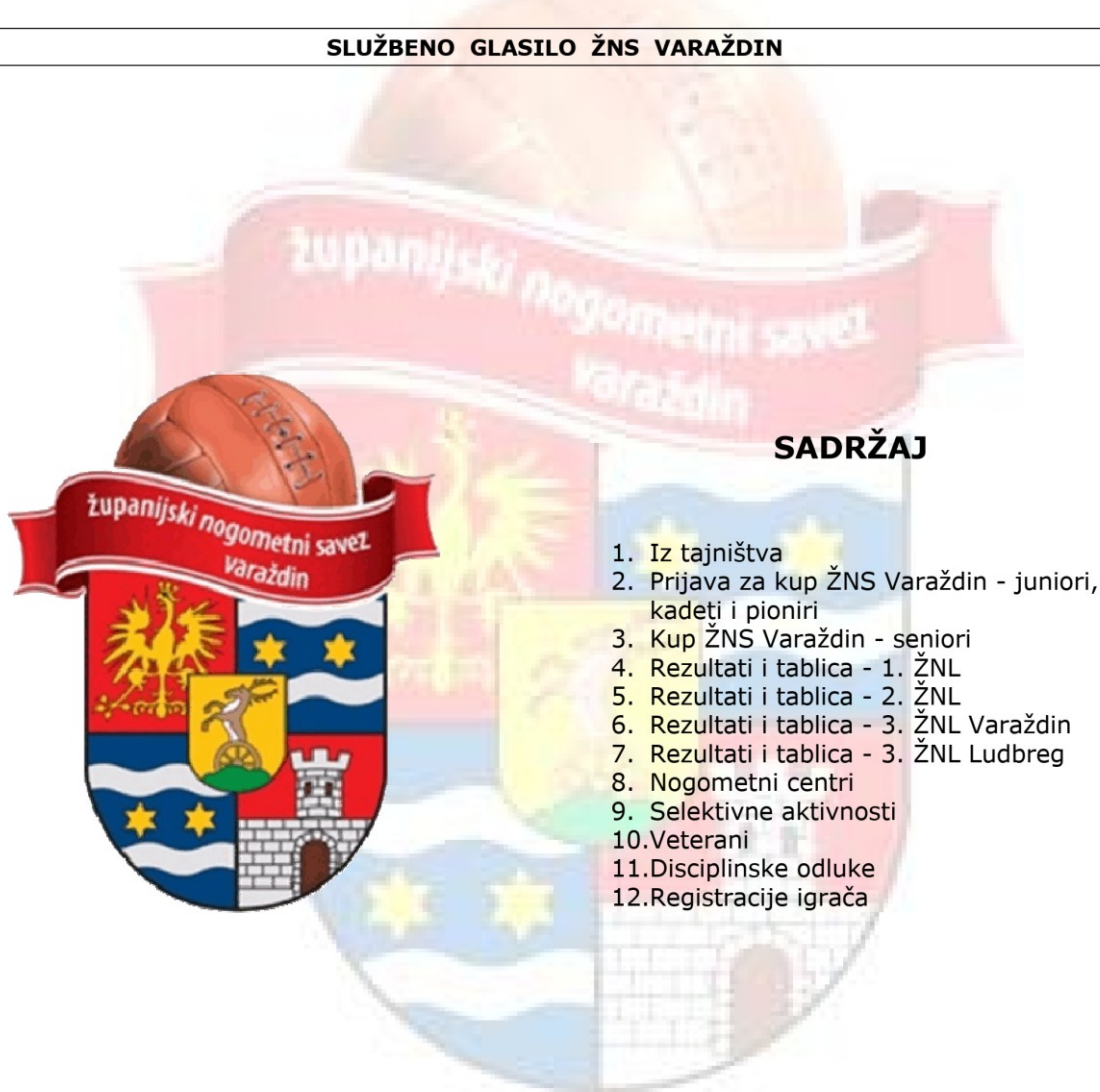 SLUŽBENO GLASILO ŽNS VARAŽDIN
županijski nogometni savez
varaždin
SADRŽAJ
županijski nogometni savez
varaždin
1. Iz tajništva
2. Prijava za kup ŽNS Varaždin - juniori,
kadeti i pioniri
3. Kup ŽNS Varaždin - seniori
4. Rezultati i tablica - 1. ŽNL
5. Rezultati i tablica - 2. ŽNL
6. Rezultati i tablica - 3. ŽNL Varaždin
7. Rezultati i tablica - 3. ŽNL Ludbreg
8. Nogometni centri
9. Selektivne aktivnosti
10.Veterani
11.Disciplinske odluke
12.Registracije igrača